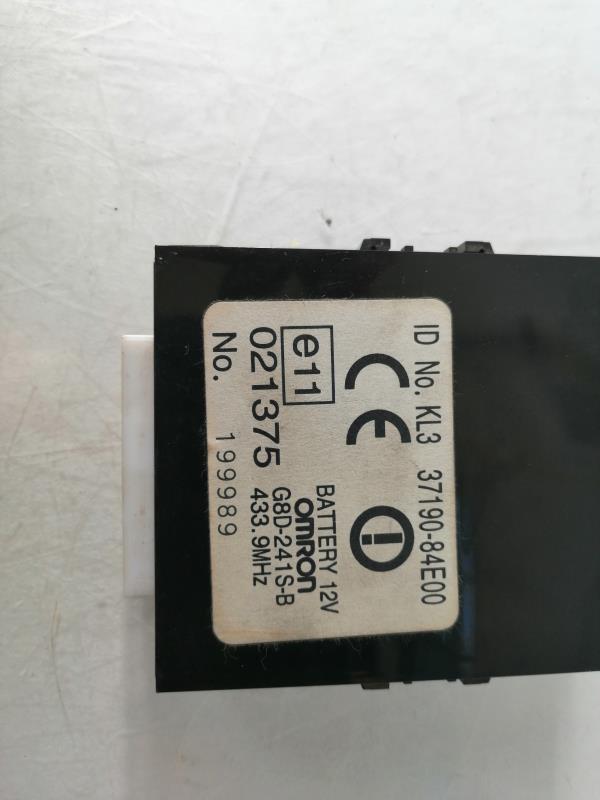 ID No. KL3 37190-84E00
CE
BATTERY 12V
OMRON
e11
G8D-241S-B
021375
433.9MHz
No. 199989